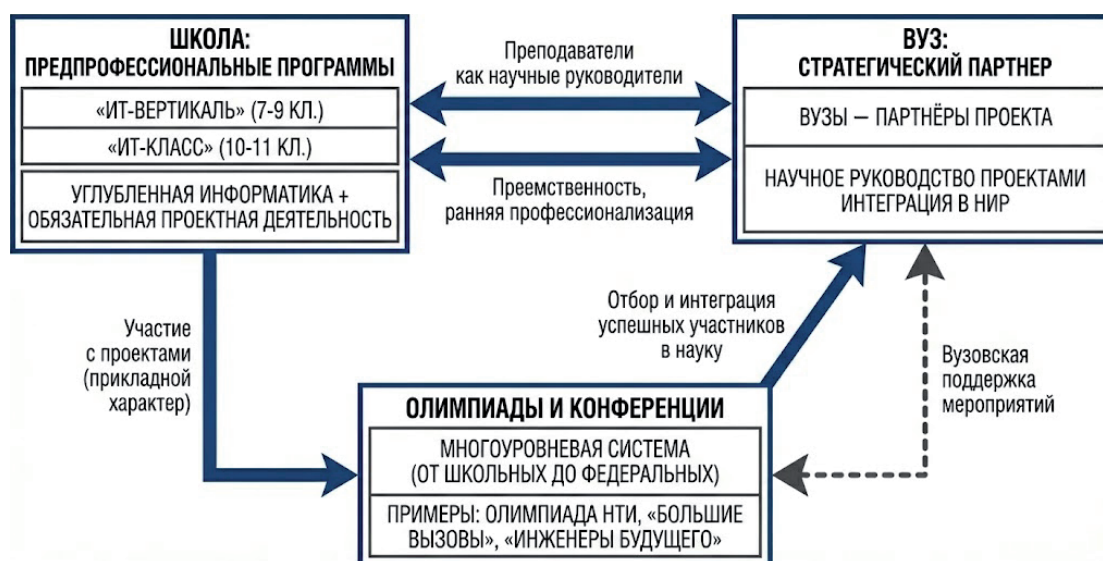 ШКОЛА:
ПРЕДПРОФЕССИОНАЛЬНЫЕ ПРОГРАММЫ
«ИТ-ВЕРТИКАЛЬ» (7-9 КЛ.)
«ИТ-КЛАСС» (10-11 КЛ.)
УГЛУБЛЕННАЯ ИНФОРМАТИКА +
ОБЯЗАТЕЛЬНАЯ ПРОЕКТНАЯ ДЕЯТЕЛЬНОСТЬ
Преподаватели
как научные руководители
Преемственность,
ранняя профессионализация
ВУЗ:
СТРАТЕГИЧЕСКИЙ ПАРТНЕР
ВУЗЫ — ПАРТНЁРЫ ПРОЕКТА
НАУЧНОЕ РУКОВОДСТВО ПРОЕКТАМИ
ИНТЕГРАЦИЯ В НИР
Участие
с проектами
(прикладной
характер)
Отбор и интеграция
успешных участников
в науку
Вузовская
поддержка
мероприятий
ОЛИМПИАДЫ И КОНФЕРЕНЦИИ
МНОГОУРОВНЕВАЯ СИСТЕМА
(ОТ ШКОЛЬНЫХ ДО ФЕДЕРАЛЬНЫХ)
ПРИМЕРЫ: ОЛИМПИАДА НТИ, «БОЛЬШИЕ
ВЫЗОВЫ», «ИНЖЕНЕРЫ БУДУЩЕГО»